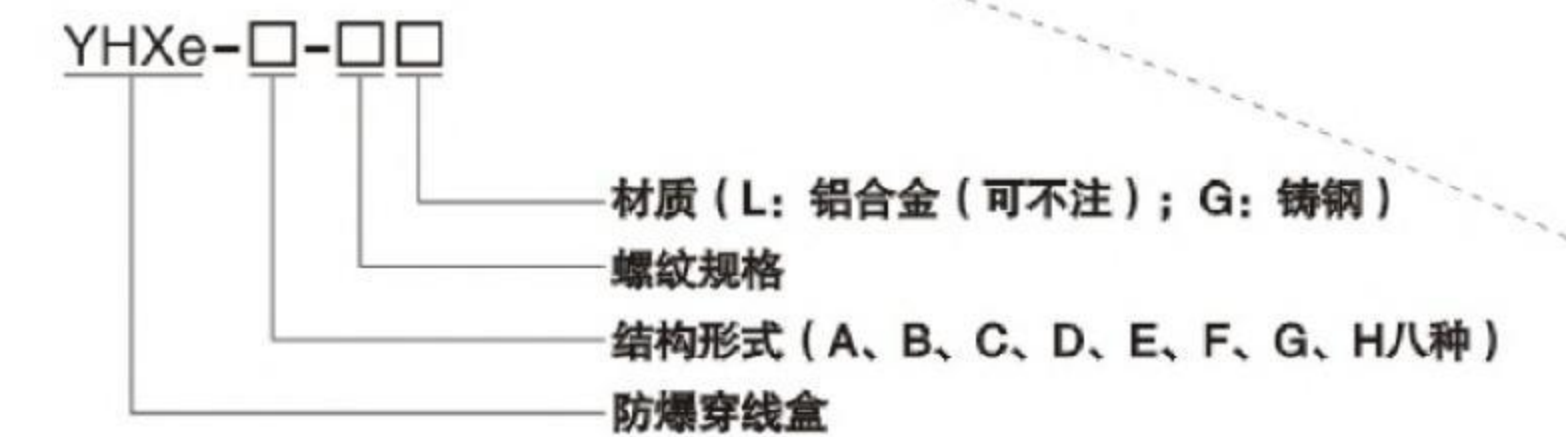 YHXe-□-□□
材质（L：铝合金（可不注）；G：铸钢）
螺纹规格
结构形式（A、B、C、D、E、F、G、H八种）
防爆穿线盒